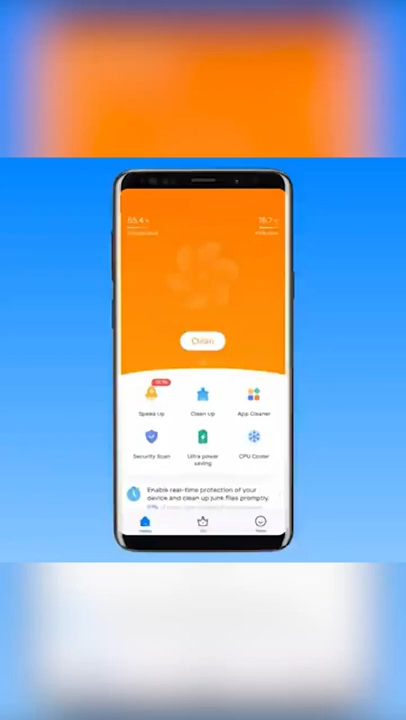 55.4%
76.7%
Clean
Speed Up
Clean Up
App Cleaner
Security Scan
Ultra power
saving
CPU Cooler
Enable real-time protection of your
device and clean up junk files promptly.